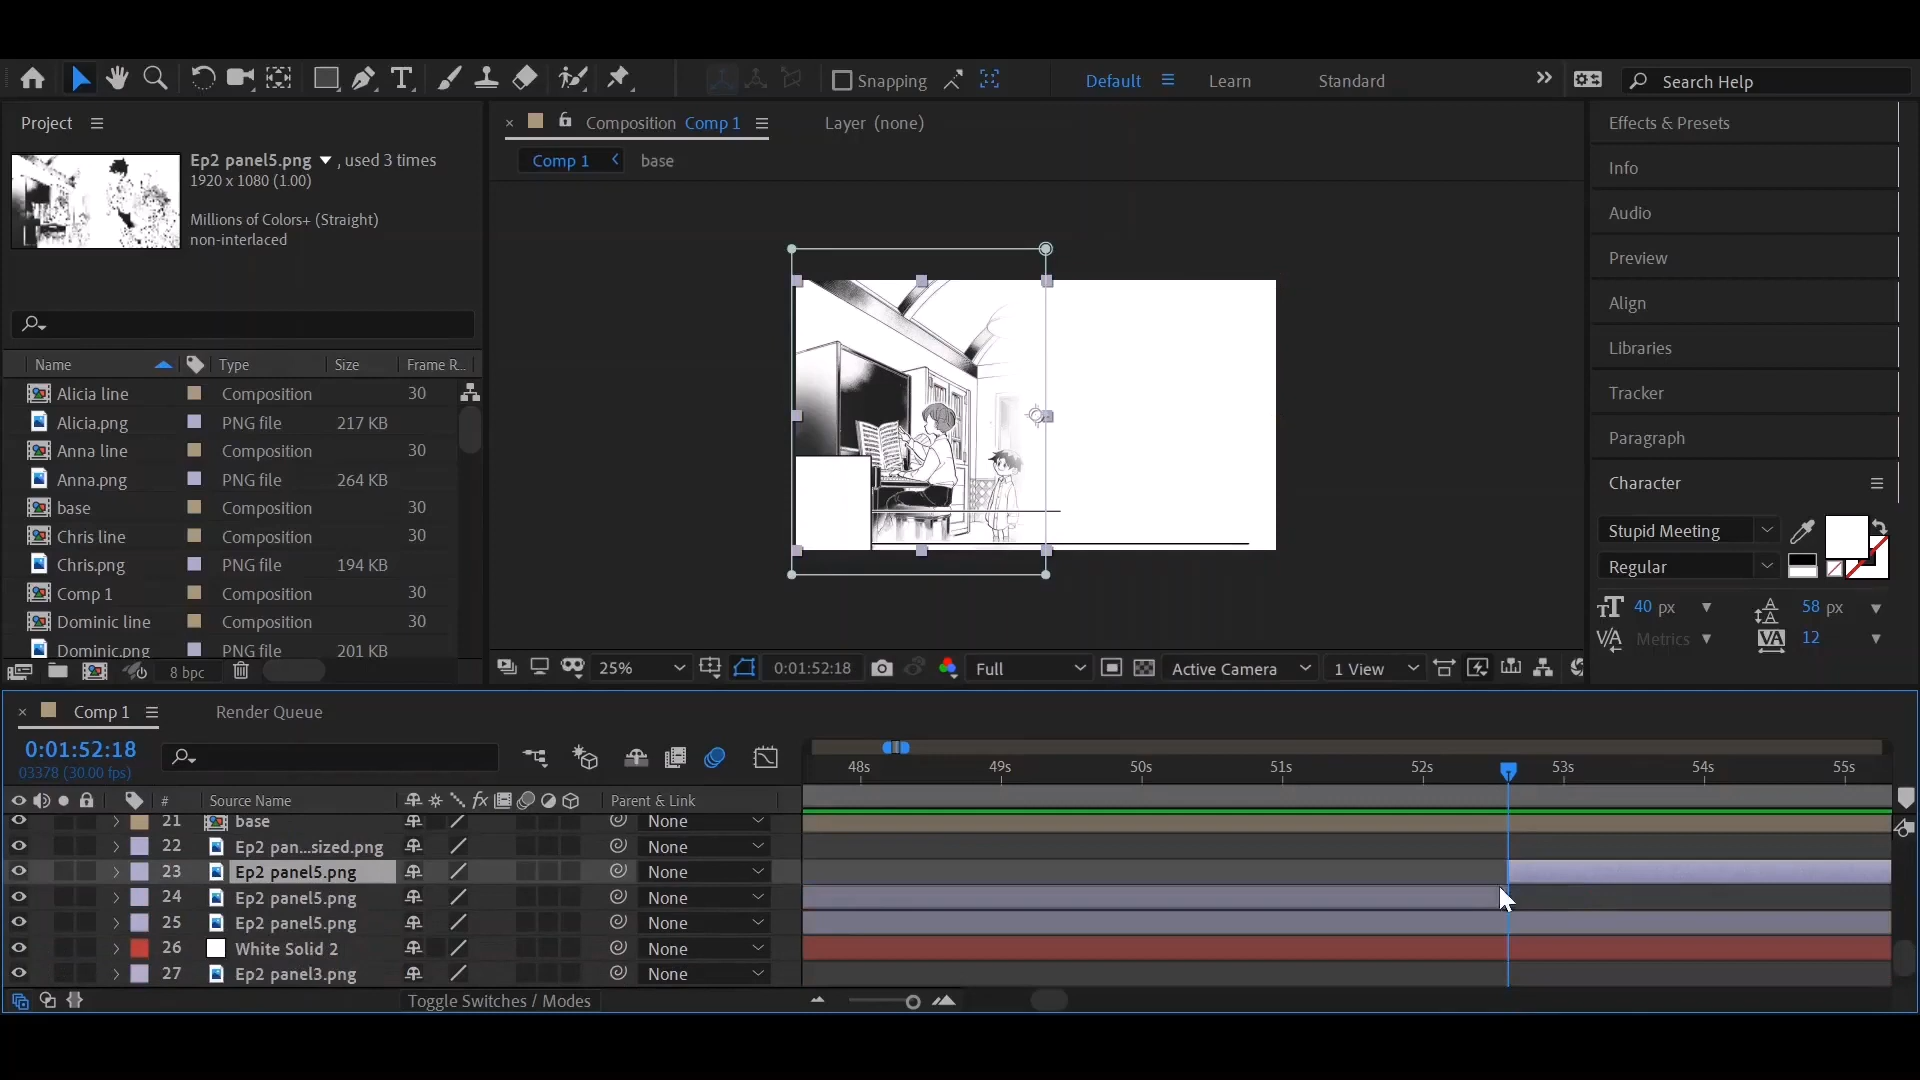 Snapping
Default
Learn
Standard
Search Help
Project
Ep2 panel5.png ▼ , used 3 times
1920 x 1080 (1.00)
Millions of Colors+ (Straight)
non-interlaced
Name Type Size Frame R...
Alicia line Composition 30
Alicia.png PNG file 217 KB
Anna line Composition 30
Anna.png PNG file 264 KB
base Composition 30
Chris line Composition 30
Chris.png PNG file 194 KB
Comp 1 Composition 30
Dominic line Composition 30
Dominic.png PNG file 201 KB
8 bpc
Composition Comp 1
Layer (none)
Comp 1
base
25%
0:01:52:18
Full
Active Camera
1 View
Effects & Presets
Info
Audio
Preview
Align
Libraries
Tracker
Paragraph
Character
Stupid Meeting
Regular
40 px
58 px
Metrics
12
Comp 1
Render Queue
0:01:52:18
03378 (30.00 fps)
48s 49s 50s 51s 52s 53s 54s 55s
# Source Name fx Parent & Link
21 base None
22 Ep2 pan...sized.png None
23 Ep2 panel5.png None
24 Ep2 panel5.png None
25 Ep2 panel5.png None
26 White Solid 2 None
27 Ep2 panel3.png None
Toggle Switches / Modes